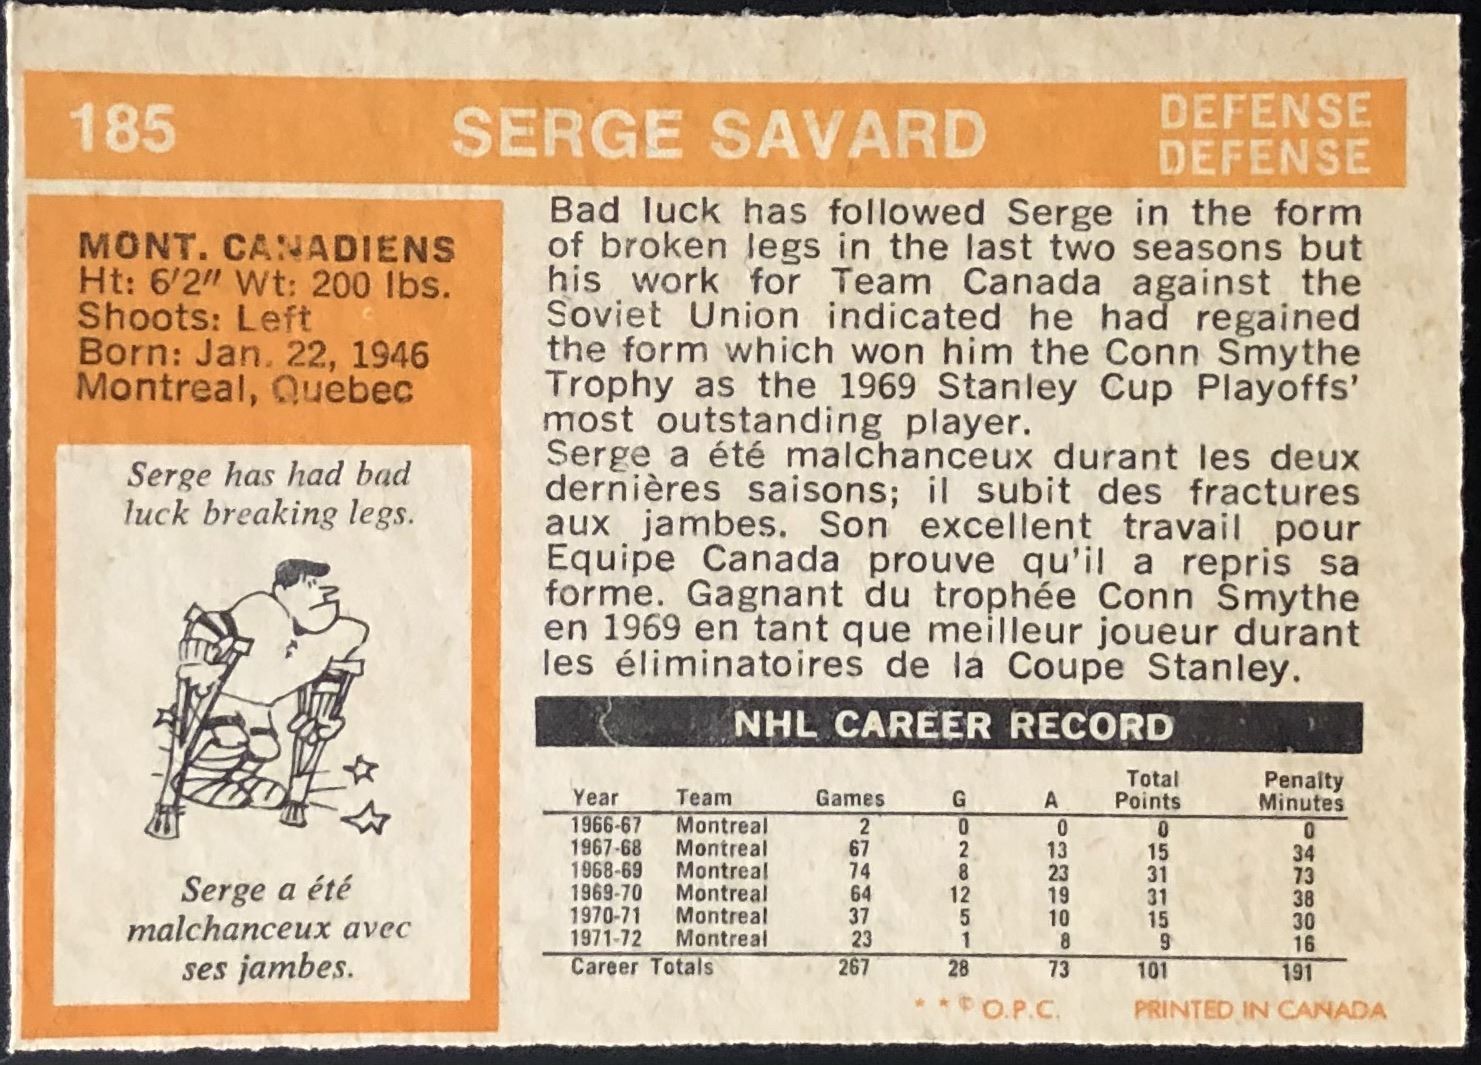 185 SERGE SAVARD DEFENSE
DEFENSE
MONT. CANADIENS
Ht: 6'2" Wt: 200 lbs.
Shoots: Left
Born: Jan. 22, 1946
Montreal, Quebec
Serge has had bad
luck breaking legs.
Serge a été
malchanceux avec
ses jambes.
Bad luck has followed Serge in the form
of broken legs in the last two seasons but
his work for Team Canada against the
Soviet Union indicated he had regained
the form which won him the Conn Smythe
Trophy as the 1969 Stanley Cup Playoffs'
most outstanding player.
Serge a été malchanceux durant les deux
dernières saisons; il subit des fractures
aux jambes. Son excellent travail pour
Equipe Canada prouve qu'il a repris sa
forme. Gagnant du trophée Conn Smythe
en 1969 en tant que meilleur joueur durant
les éliminatoires de la Coupe Stanley.
NHL CAREER RECORD
Year Team Games G A Total Points Penalty Minutes
1966-67 Montreal 2 0 0 0 0
1967-68 Montreal 67 2 13 15 34
1968-69 Montreal 74 8 23 31 73
1969-70 Montreal 64 12 19 31 38
1970-71 Montreal 37 5 10 15 30
1971-72 Montreal 23 1 8 9 16
Career Totals 267 28 73 101 191
* * © O.P.C. PRINTED IN CANADA